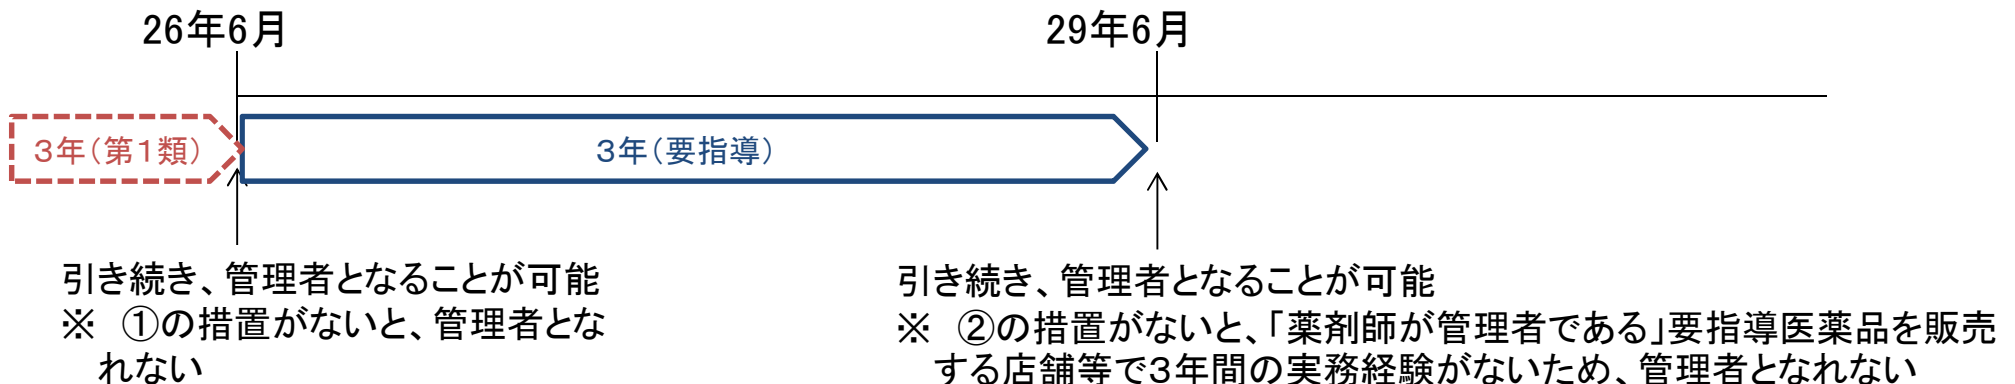 26年6月
29年6月
3年(第1類)
3年(要指導)
引き続き、管理者となることが可能
※ ①の措置がないと、管理者とな
れない
引き続き、管理者となることが可能
※ ②の措置がないと、「薬剤師が管理者である」要指導医薬品を販売
する店舗等で3年間の実務経験がないため、管理者となれない